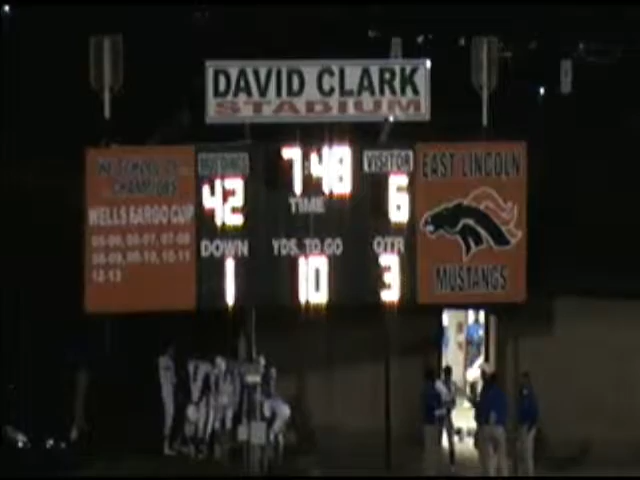 DAVID CLARK
STADIUM
CHAMPIONS
WELLS FARGO CUP
05-06, 06-07, 07-08
08-09, 09-10, 10-11
12-13
MUSTANGS
7:48
VISITOR
42
TIME
6
DOWN
YDS. TO GO
QTR
1
10
3
EAST LINCOLN
MUSTANGS